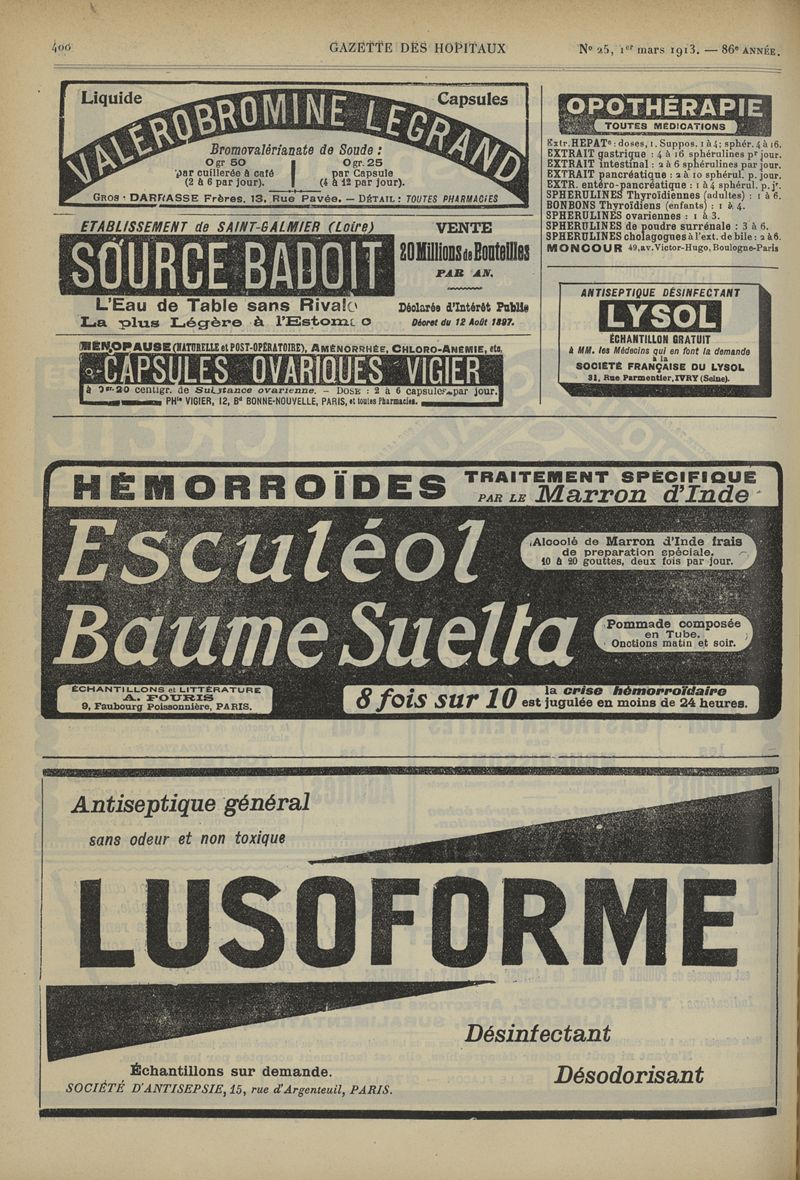 400
GAZETTE DES HOPITAUX
N° 25, 1er mars 1913. — 86e ANNÉE.
Liquide
Capsules
VALÉROBROMINE LEGRAND
Bromovalérianate de Soude :
0 gr 50
par cuillerée à café
(2 à 6 par jour).
0 gr. 25
par Capsule
(4 à 12 par jour).
GROS : DARRASSE Frères, 13, Rue Pavée. — DÉTAIL : TOUTES PHARMACIES
ETABLISSEMENT de SAINT-GALMIER (Loire)
SOURCE BADOIT
L'Eau de Table sans Rivale
La plus Légère à l'Estomac
VENTE
20 Millions de Bouteilles
PAR AN.
Déclarée d'Intérêt Public
Décret du 12 Août 1897.
MÉNOPAUSE (NATURELLE et POST-OPÉRATOIRE), AMÉNORRHÉE, CHLORO-ANÉMIE, etc.
CAPSULES OVARIQUES VIGIER
à 0gr 20 centigr. de Substance ovarienne. — DOSE : 2 à 6 capsules par jour.
PHie VIGIER, 12, Bd BONNE-NOUVELLE, PARIS, et toutes Pharmacies.
OPOTHÉRAPIE
TOUTES MÉDICATIONS
Extr. HEPATe : doses, 1. Suppos. 1 à 4; sphér. 4 à 16.
EXTRAIT gastrique : 4 à 16 sphérulines pr jour.
EXTRAIT intestinal : 2 à 6 sphérulines par jour.
EXTRAIT pancréatique : 2 à 10 sphérul. p. jour.
EXTR. entéro-pancréatique : 1 à 4 sphérul. p. jr.
SPHERULINES Thyroïdiennes (adultes) : 1 à 6.
BONBONS Thyroïdiens (enfants) : 1 à 4.
SPHERULINES ovariennes : 1 à 3.
SPHERULINES de poudre surrénale : 3 à 6.
SPHERULINES cholagogues à l'ext. de bile : 2 à 6.
MONCOUR 49, av. Victor-Hugo, Boulogne-Paris
ANTISEPTIQUE DÉSINFECTANT
LYSOL
ÉCHANTILLON GRATUIT
à MM. les Médecins qui en font la demande
à la
SOCIÉTÉ FRANÇAISE DU LYSOL
31, Rue Parmentier, IVRY (Seine).
HÉMORROÏDES
TRAITEMENT SPÉCIFIQUE
PAR LE Marron d'Inde
Esculéol
Alcoolé de Marron d'Inde frais
de preparation spéciale.
10 à 20 gouttes, deux fois par jour.
Baume Suelta
Pommade composée
en Tube.
Onctions matin et soir.
ÉCHANTILLONS et LITTÉRATURE
A. FOURIS
9, Faubourg Poissonnière, PARIS.
8 fois sur 10 la crise hémorroïdaire
est jugulée en moins de 24 heures.
Antiseptique général
sans odeur et non toxique
LUSOFORME
Désinfectant
Désodorisant
Échantillons sur demande.
SOCIÉTÉ D'ANTISEPSIE, 15, rue d'Argenteuil, PARIS.